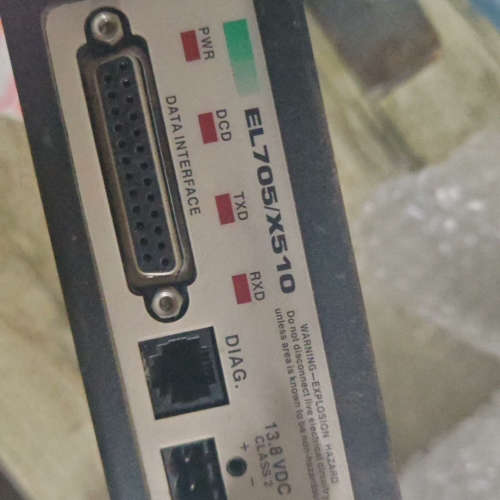 EL705/X510
PWR
DCD
TXD
RXD
DATA INTERFACE
DIAG.
WARNING—EXPLOSION HAZARD
Do not disconnect live electrical circuitry
unless area is known to be non-hazardous
13.8 VDC
CLASS 2
+ -